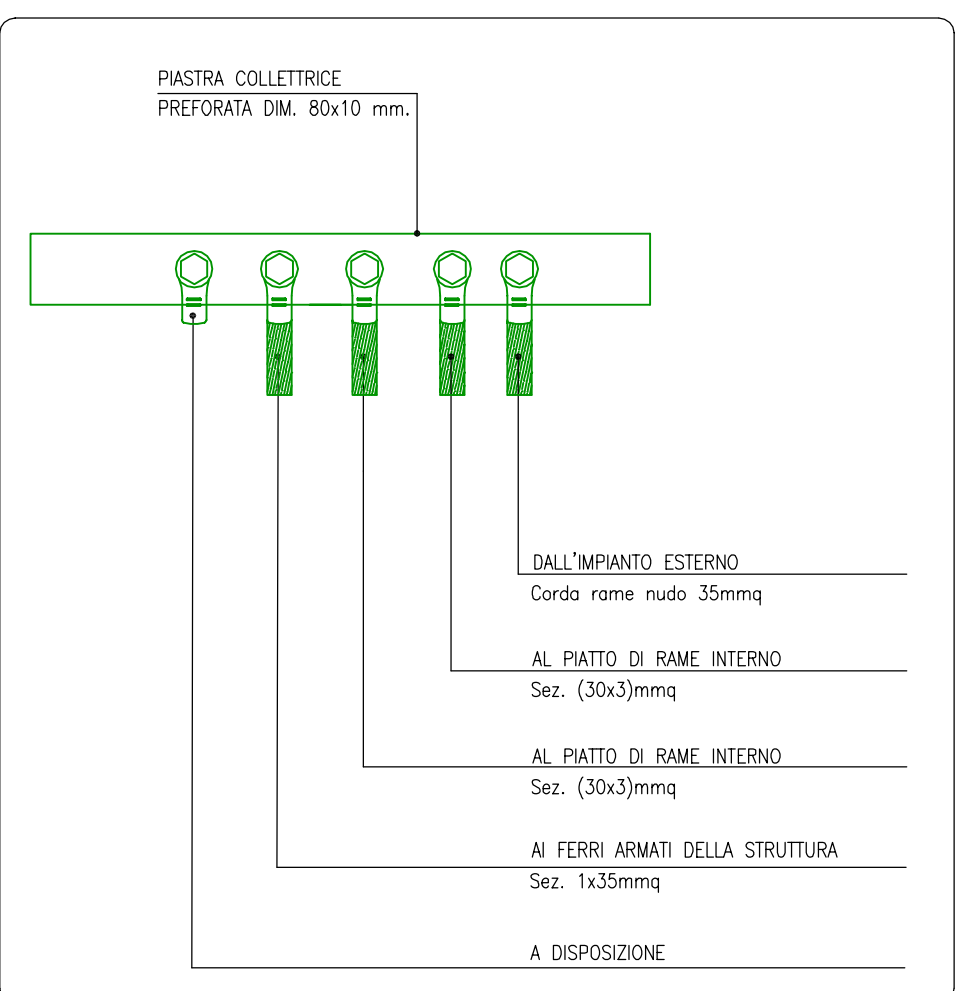 PIASTRA COLLETTRICE
PREFORATA DIM. 80x10 mm.
DALL'IMPIANTO ESTERNO
Corda rame nudo 35mmq
AL PIATTO DI RAME INTERNO
Sez. (30x3)mmq
AL PIATTO DI RAME INTERNO
Sez. (30x3)mmq
AI FERRI ARMATI DELLA STRUTTURA
Sez. 1x35mmq
A DISPOSIZIONE